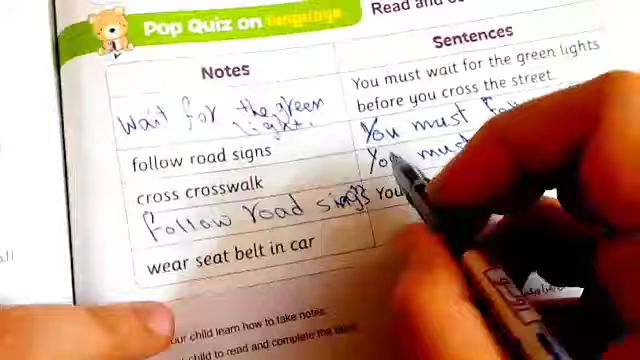 Pop Quiz on language
Read and
Notes
Sentences
wait for the green
light.
You must wait for the green lights
before you cross the street.
follow road signs
You must
cross crosswalk
You must
follow road sings
You
wear seat belt in car
our child learn how to take notes.
child to read and complete the table